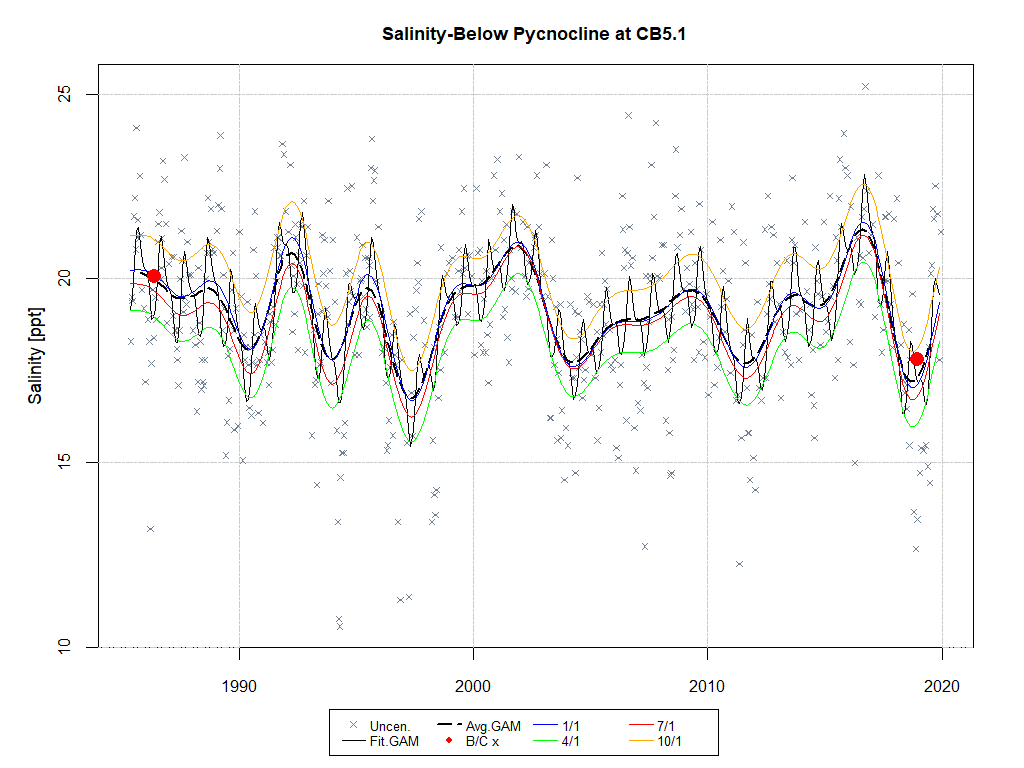 Salinity-Below Pycnocline at CB5.1
Salinity [ppt]
25
20
15
10
1990
2000
2010
2020
Uncen. Avg.GAM 1/1 7/1
Fit.GAM B/C x 4/1 10/1